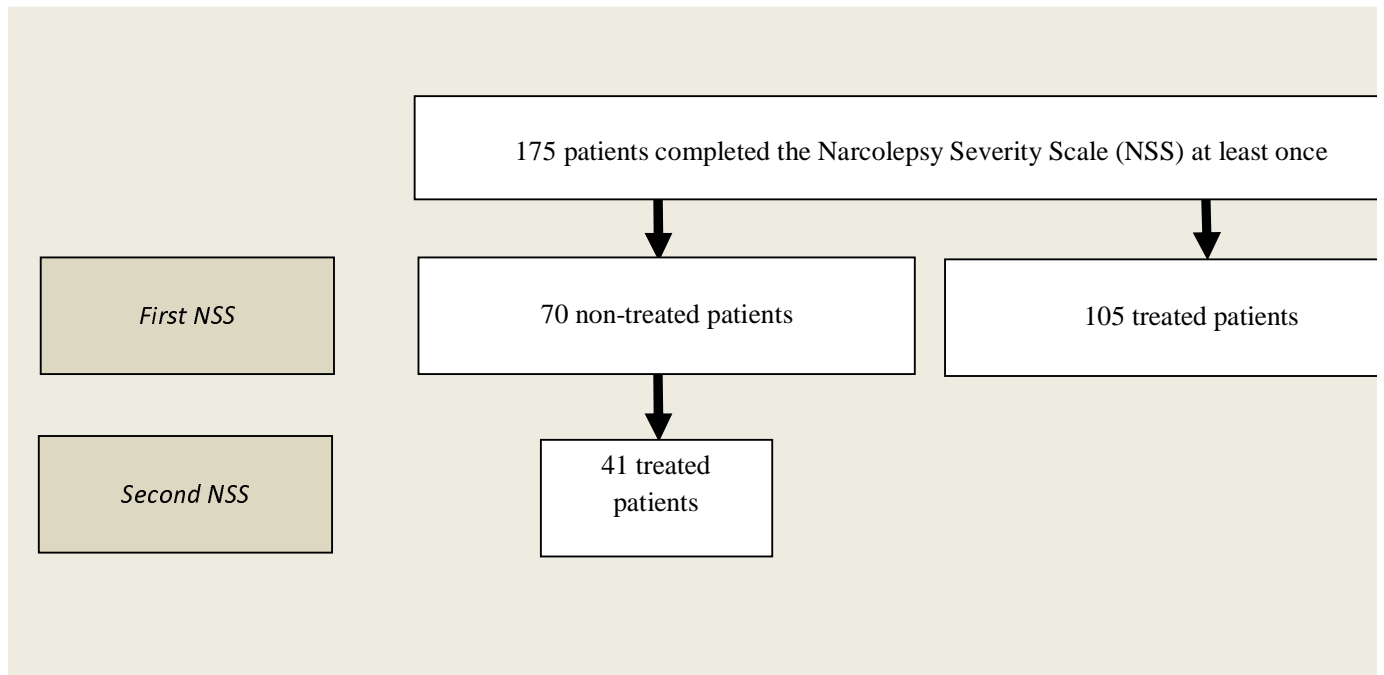 175 patients completed the Narcolepsy Severity Scale (NSS) at least once
First NSS
70 non-treated patients
105 treated patients
Second NSS
41 treated
patients